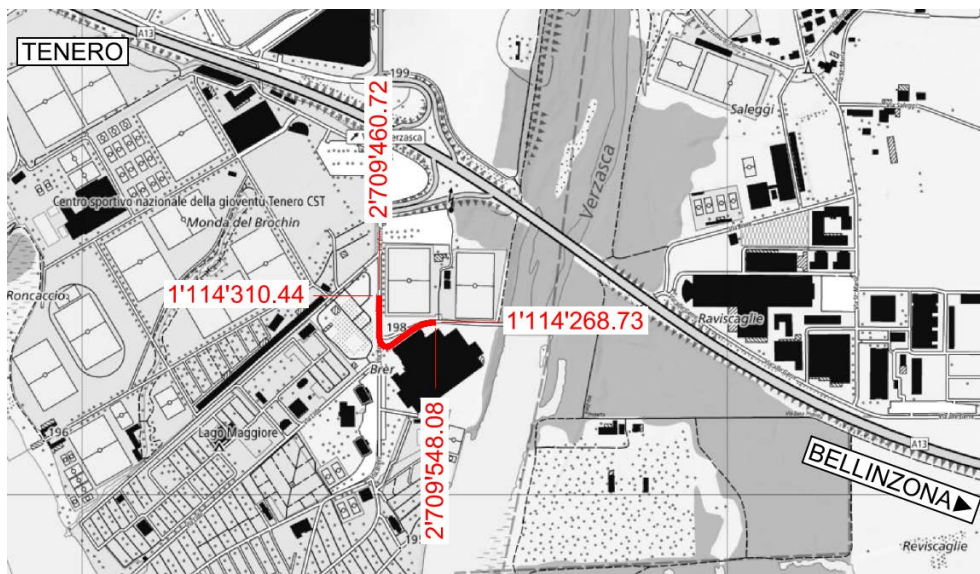 A13
TENERO
199
2'709'460.72
Verzasca
Saleggi
Centro sportivo nazionale della gioventù Tenero CST
Monda del Brochin
Roncaccio
1'114'310.44
198
1'114'268.73
Raviscaglie
Brer
196
Lago Maggiore
2'709'548.08
A13
BELLINZONA
Reviscaglie